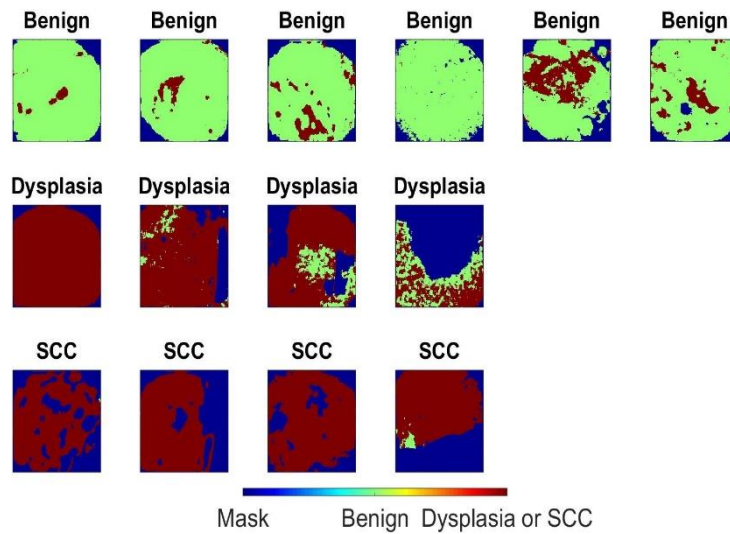 Benign Benign Benign Benign Benign Benign
Dysplasia Dysplasia Dysplasia Dysplasia
SCC SCC SCC SCC
Mask Benign Dysplasia or SCC